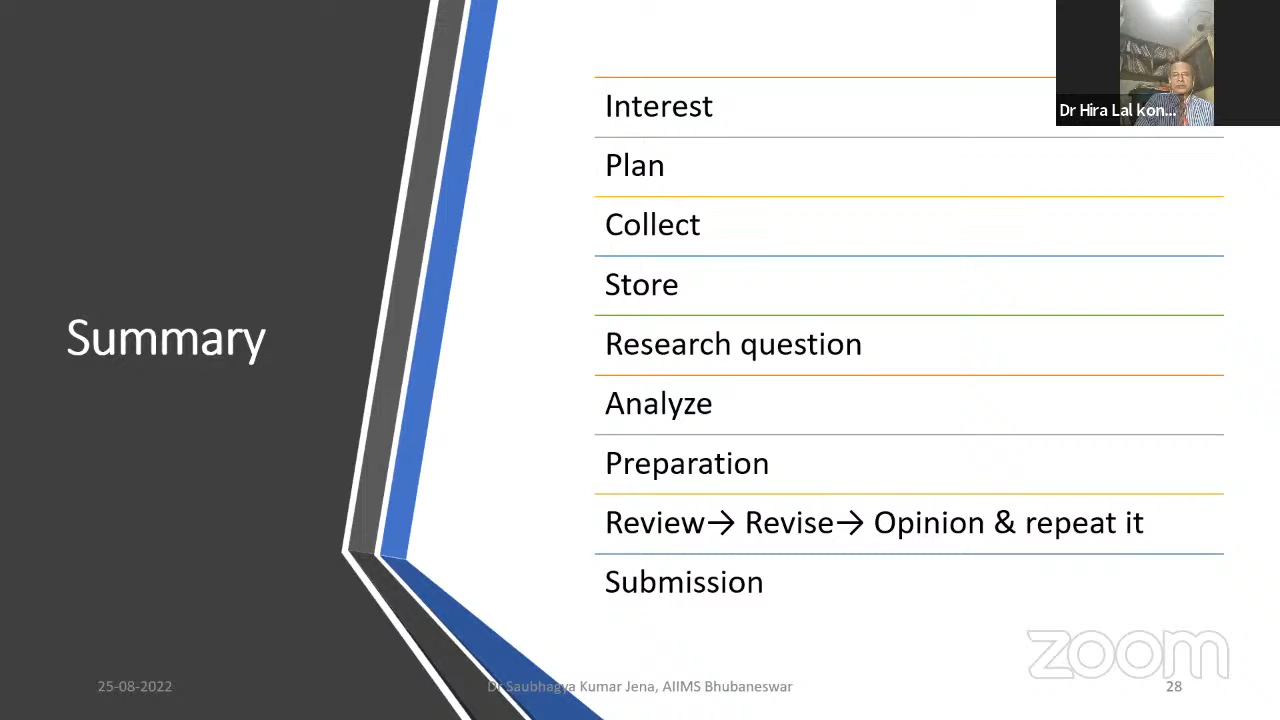 Summary
Interest
Plan
Collect
Store
Research question
Analyze
Preparation
Review→ Revise→ Opinion & repeat it
Submission
Dr Hira Lal kon...
zoom
25-08-2022
Dr Saubhagya Kumar Jena, AIIMS Bhubaneswar
28